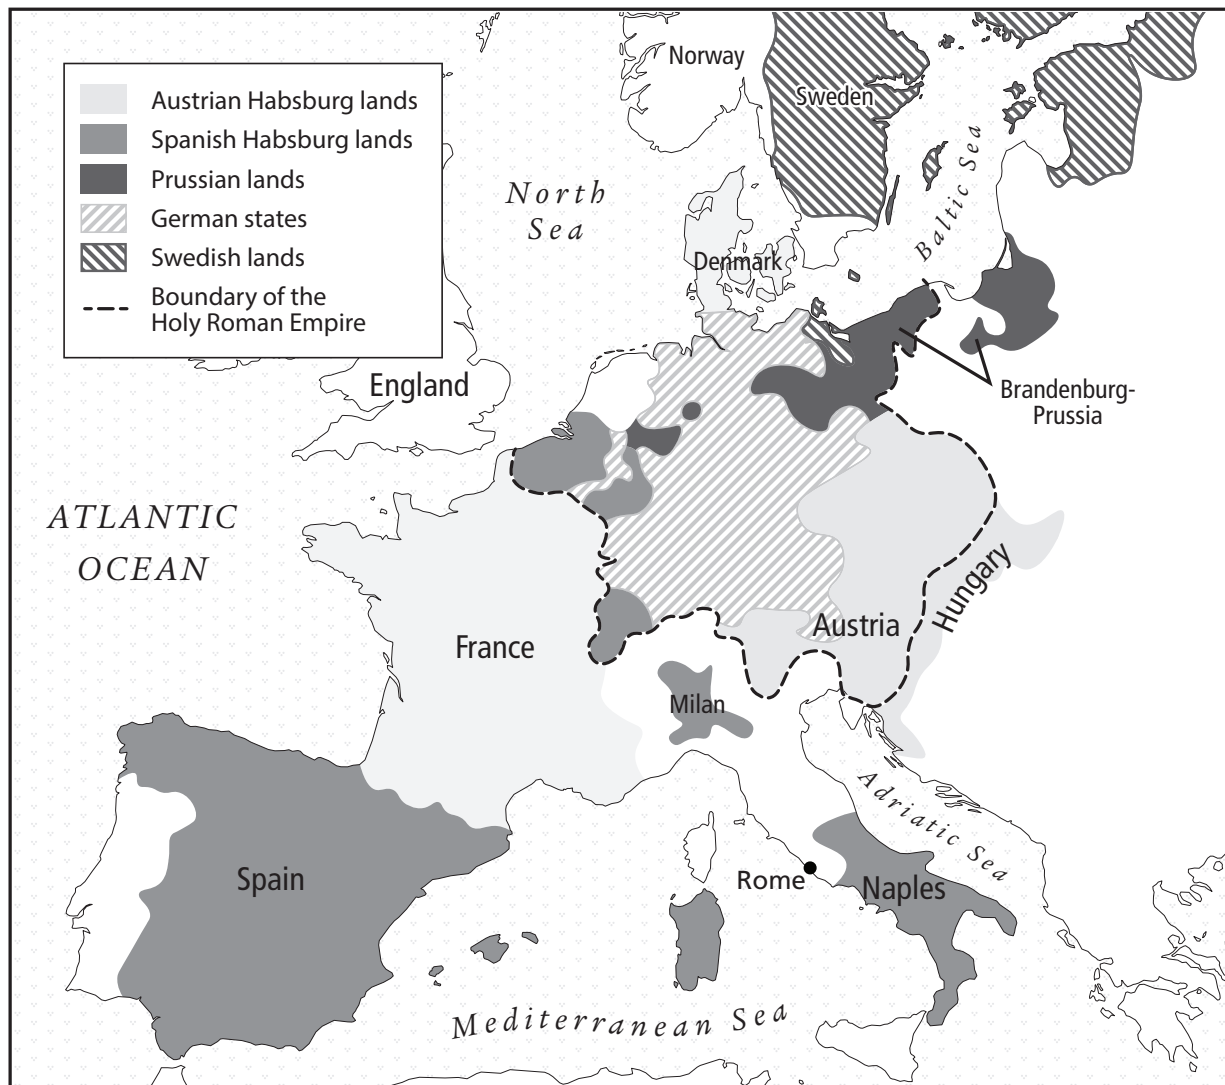 Austrian Habsburg lands
Spanish Habsburg lands
Prussian lands
German states
Swedish lands
Boundary of the
Holy Roman Empire
Norway
Sweden
Baltic Sea
North
Sea
Denmark
England
Brandenburg-
Prussia
ATLANTIC
OCEAN
Hungary
Austria
France
Milan
Adriatic Sea
Spain
Rome
Naples
Mediterranean Sea